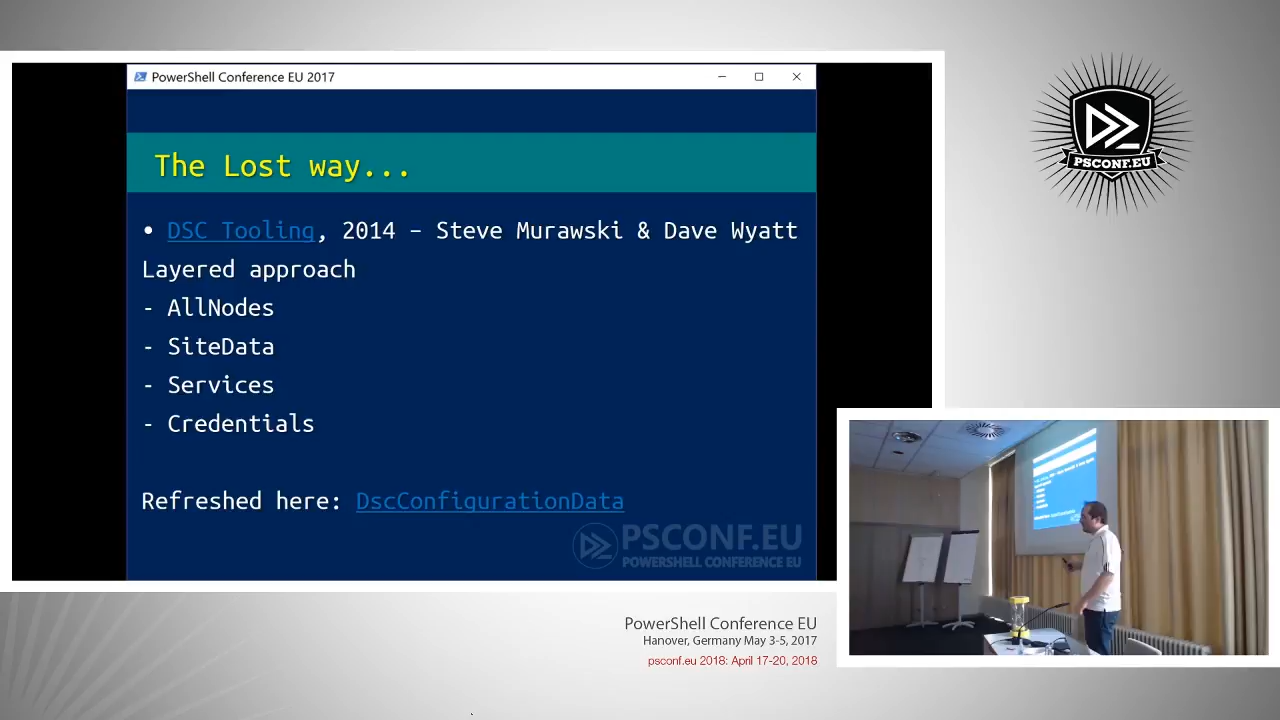 PowerShell Conference EU 2017
The Lost way...
• DSC Tooling, 2014 – Steve Murawski & Dave Wyatt
Layered approach
- AllNodes
- SiteData
- Services
- Credentials
Refreshed here: DscConfigurationData
PSCONF.EU
POWERSHELL CONFERENCE EU
PSCONF.EU
PowerShell Conference EU
Hanover, Germany May 3-5, 2017
psconf.eu 2018: April 17-20, 2018